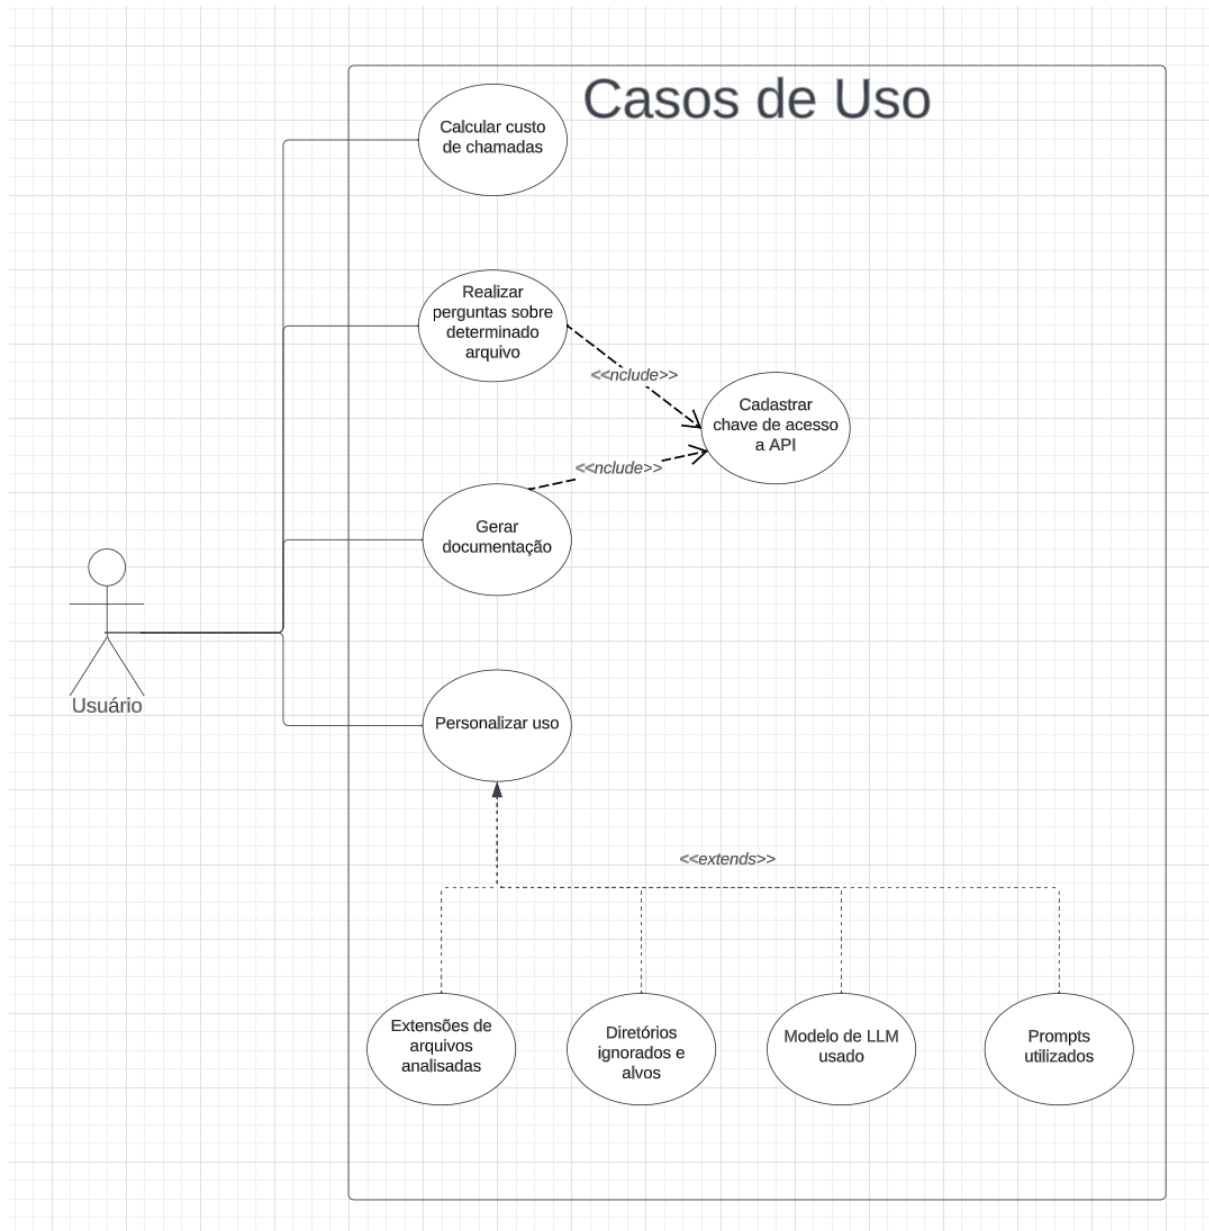 Casos de Uso
Calcular custo
de chamadas
Realizar
perguntas sobre
determinado
arquivo
<<nclude>>
Cadastrar
chave de acesso
a API
<<nclude>>
Gerar
documentação
Usuário
Personalizar uso
<<extends>>
Extensões de
arquivos
analisadas
Diretórios
ignorados e
alvos
Modelo de LLM
usado
Prompts
utilizados